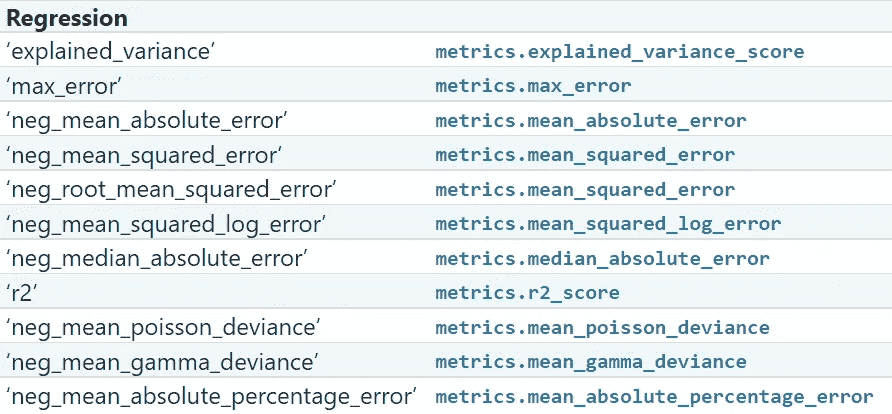 Regression
‘explained_variance’ metrics.explained_variance_score
‘max_error’ metrics.max_error
‘neg_mean_absolute_error’ metrics.mean_absolute_error
‘neg_mean_squared_error’ metrics.mean_squared_error
‘neg_root_mean_squared_error’ metrics.mean_squared_error
‘neg_mean_squared_log_error’ metrics.mean_squared_log_error
‘neg_median_absolute_error’ metrics.median_absolute_error
‘r2’ metrics.r2_score
‘neg_mean_poisson_deviance’ metrics.mean_poisson_deviance
‘neg_mean_gamma_deviance’ metrics.mean_gamma_deviance
‘neg_mean_absolute_percentage_error’ metrics.mean_absolute_percentage_error